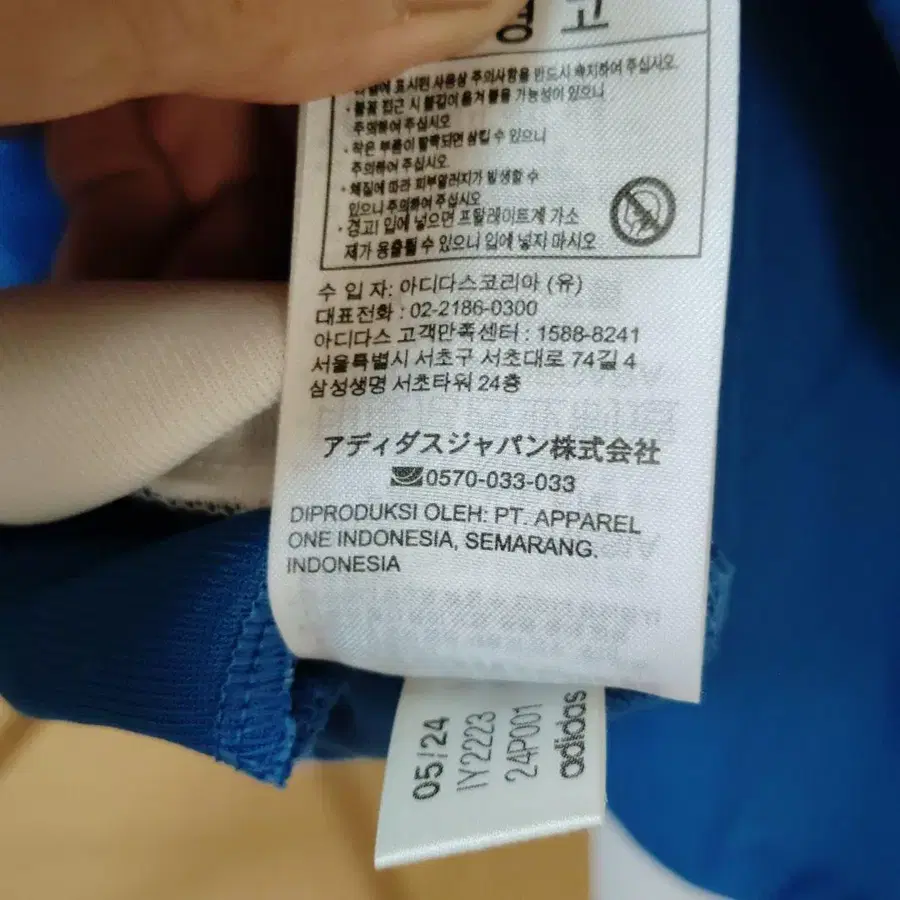 경고
라벨에 표시된 사용상 주의사항을 반드시 숙지하여 주십시오.
• 불꽃 접근 시 불길이 옮겨 붙을 가능성이 있으니
주의하여 주십시오
• 작은 부품이 탈락되면 삼킬 수 있으니
주의하여 주십시오.
• 체질에 따라 피부알러지가 발생할 수
있으니 주의하여 주십시오
• 경고! 입에 넣으면 프탈레이트계 가소
제가 용출될 수 있으니 입에 넣지 마시오
수 입 자: 아디다스코리아 (유)
대표전화 : 02-2186-0300
아디다스 고객만족센터 : 1588-8241
서울특별시 서초구 서초대로 74길 4
삼성생명 서초타워 24층
アディダスジャパン株式会社
0570-033-033
DIPRODUKSI OLEH: PT. APPAREL
ONE INDONESIA, SEMARANG.
INDONESIA
05/24
IY2223
24P001
adidas